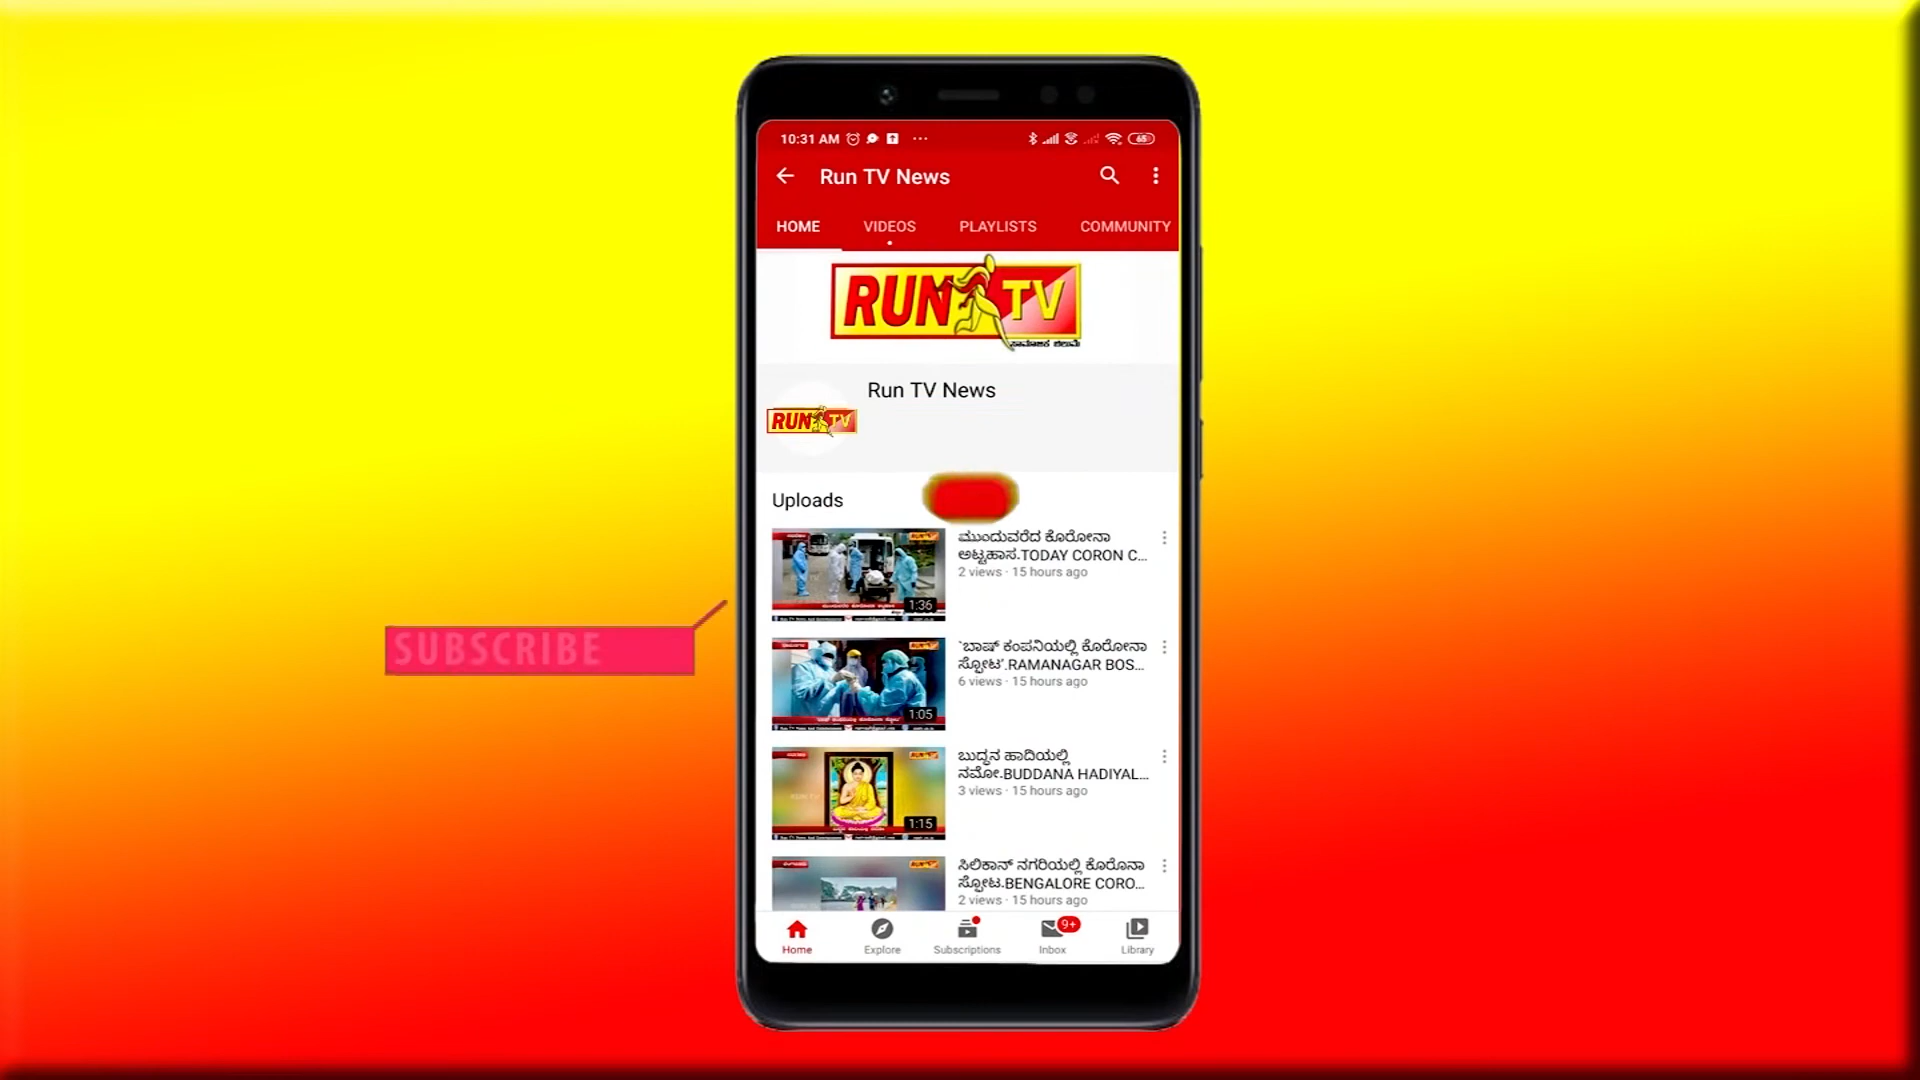 10:31 AM
65
Run TV News
HOME VIDEOS PLAYLISTS COMMUNITY
RUN TV
ಸಾಮಾಜಿಕ ಚಿಲುಮೆ
Run TV News
RUN TV
Uploads
ಮುಂದುವರೆದ ಕೊರೋನಾ
ಅಟ್ಟಹಾಸ.TODAY CORON C...
2 views · 15 hours ago
1:36
SUBSCRIBE
`ಬಾಷ್ ಕಂಪನಿಯಲ್ಲಿ ಕೊರೋನಾ
ಸ್ಫೋಟ'.RAMANAGAR BOS...
6 views · 15 hours ago
1:05
ಬುದ್ಧನ ಹಾದಿಯಲ್ಲಿ
ನಮೋ.BUDDANA HADIYAL...
3 views · 15 hours ago
1:15
ಸಿಲಿಕಾನ್ ನಗರಿಯಲ್ಲಿ ಕೊರೊನಾ
ಸ್ಫೋಟ.BENGALORE CORO...
2 views · 15 hours ago
9+
Home Explore Subscriptions Inbox Library